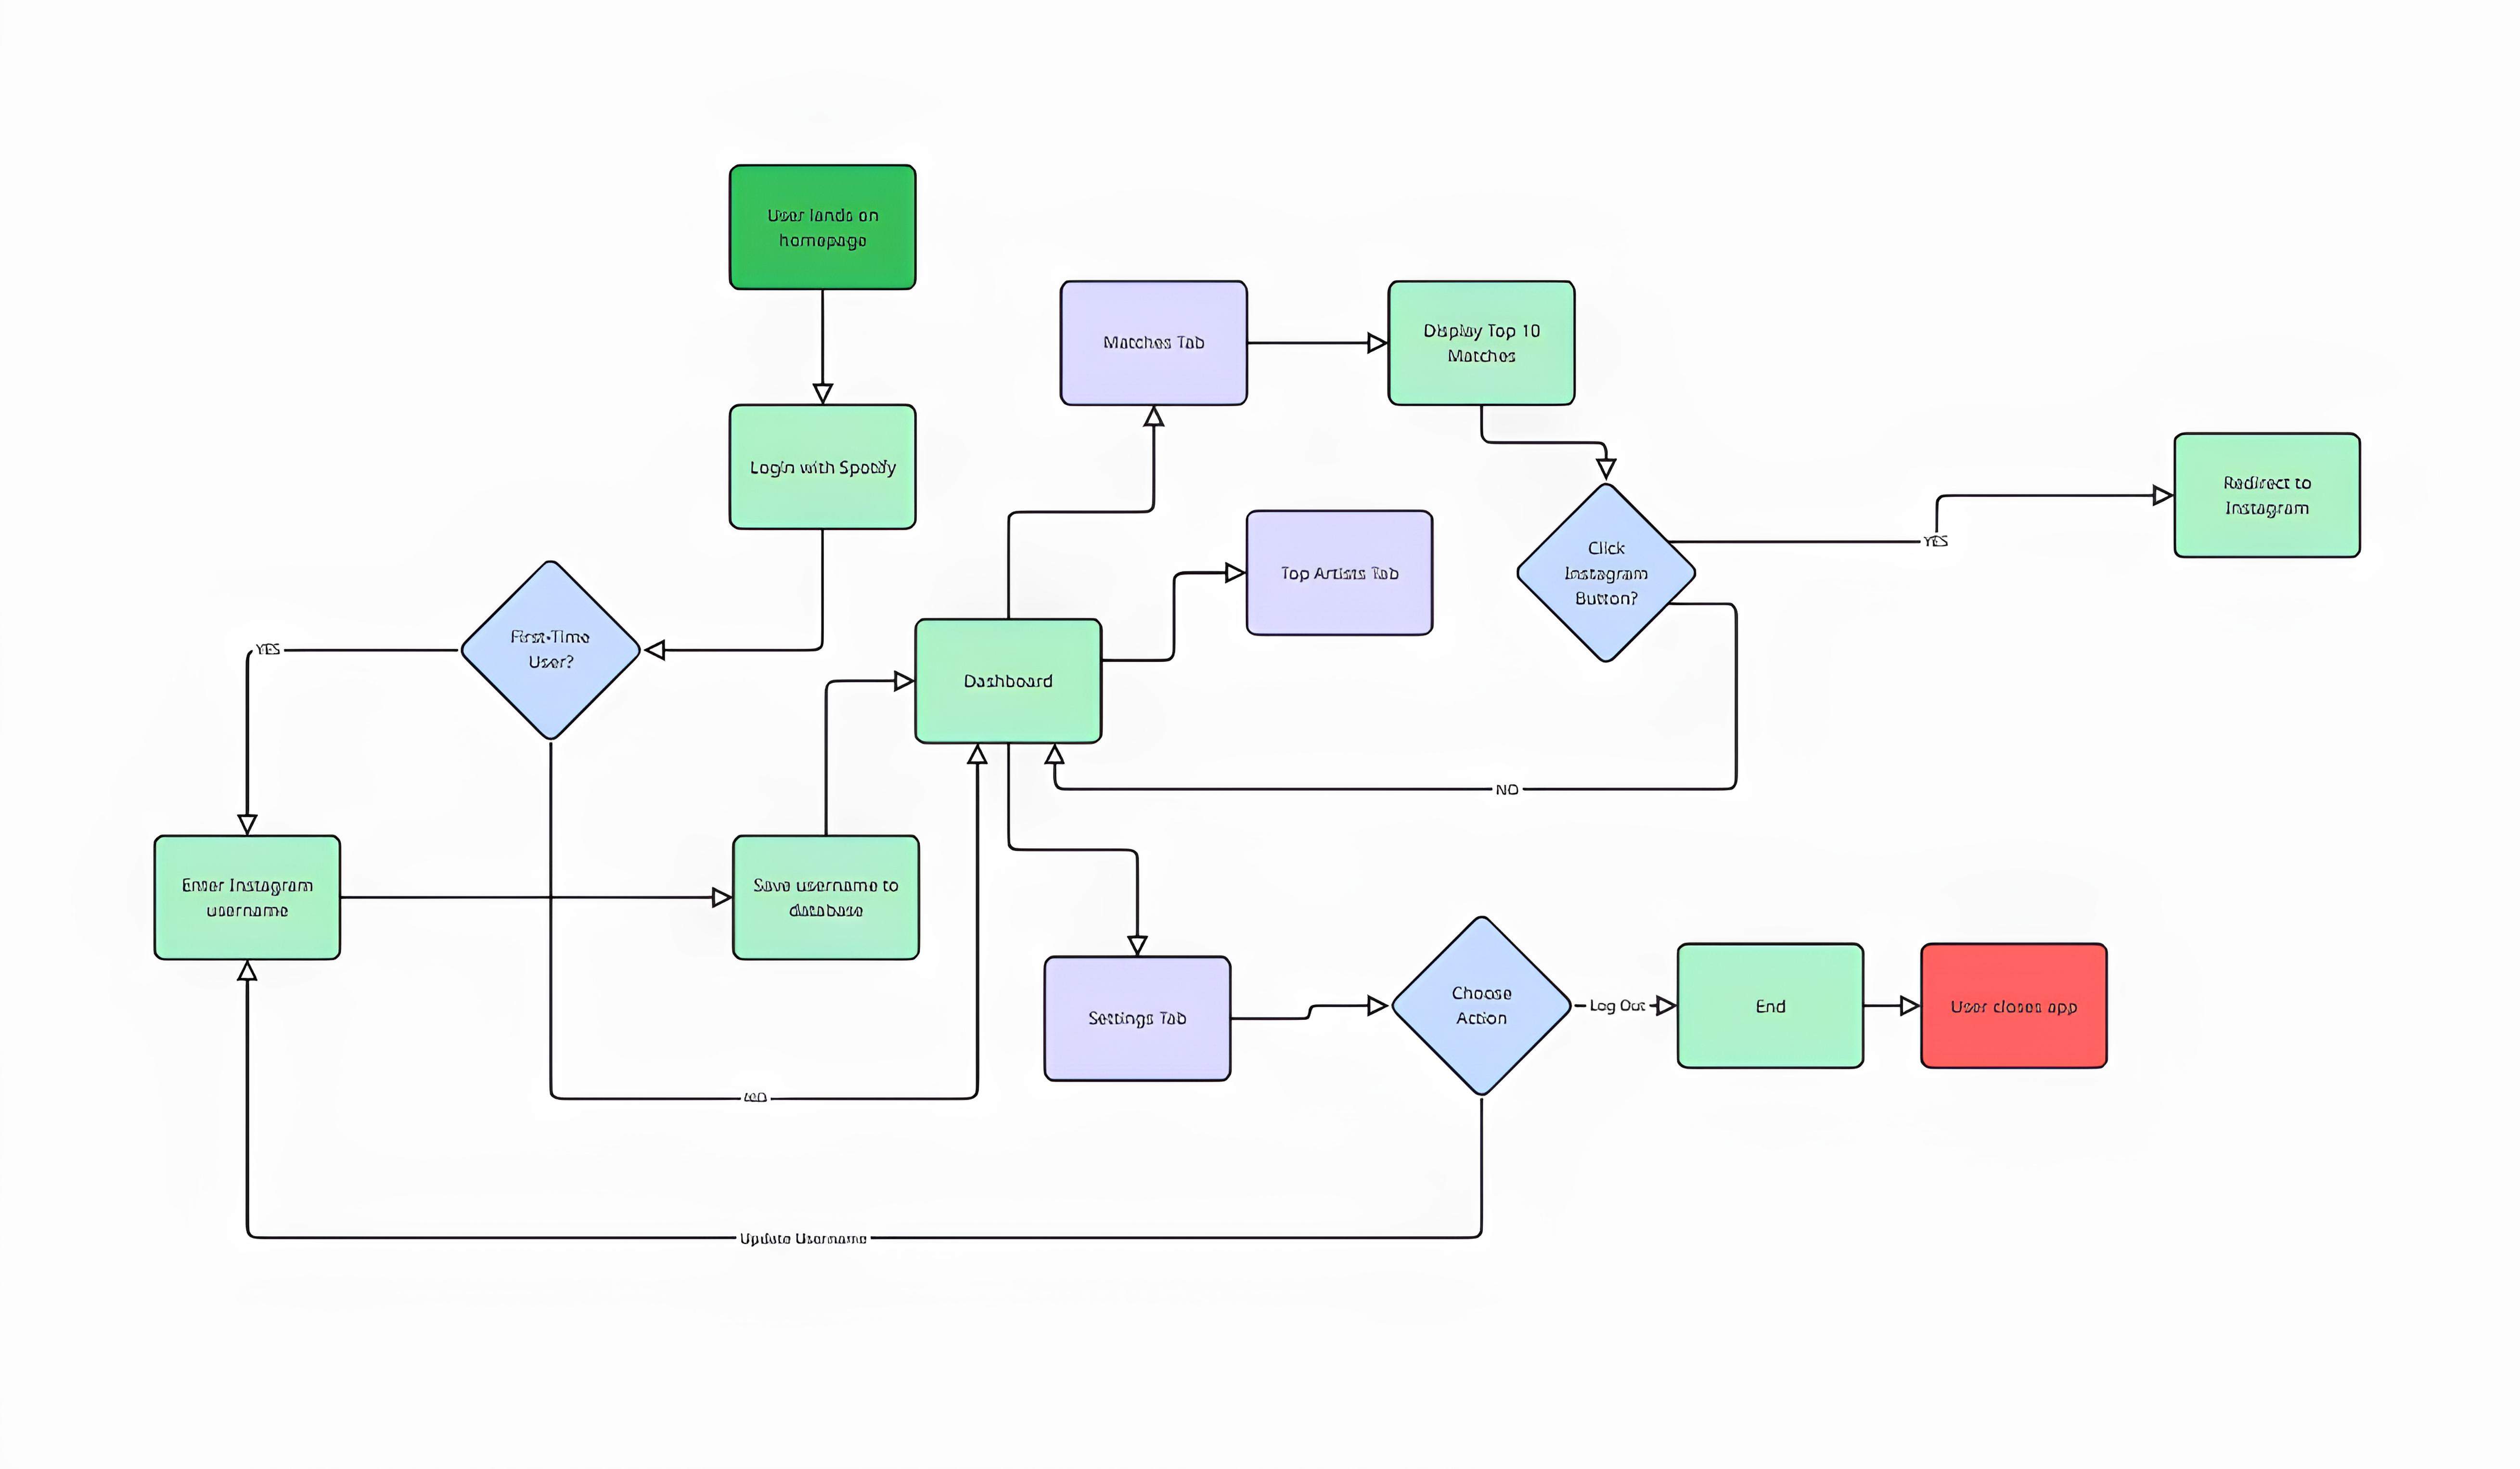 User lands on
homepage
Matches Tab
Display Top 10
Matches
Login with Spotify
Redirect to
Instagram
YES
Click
Instagram
Button?
Top Artists Tab
First-Time
User?
YES
Dashboard
NO
Enter Instagram
username
Save username to
database
Choose
Action
Log Out
End
User closes app
Settings Tab
NO
Update Username